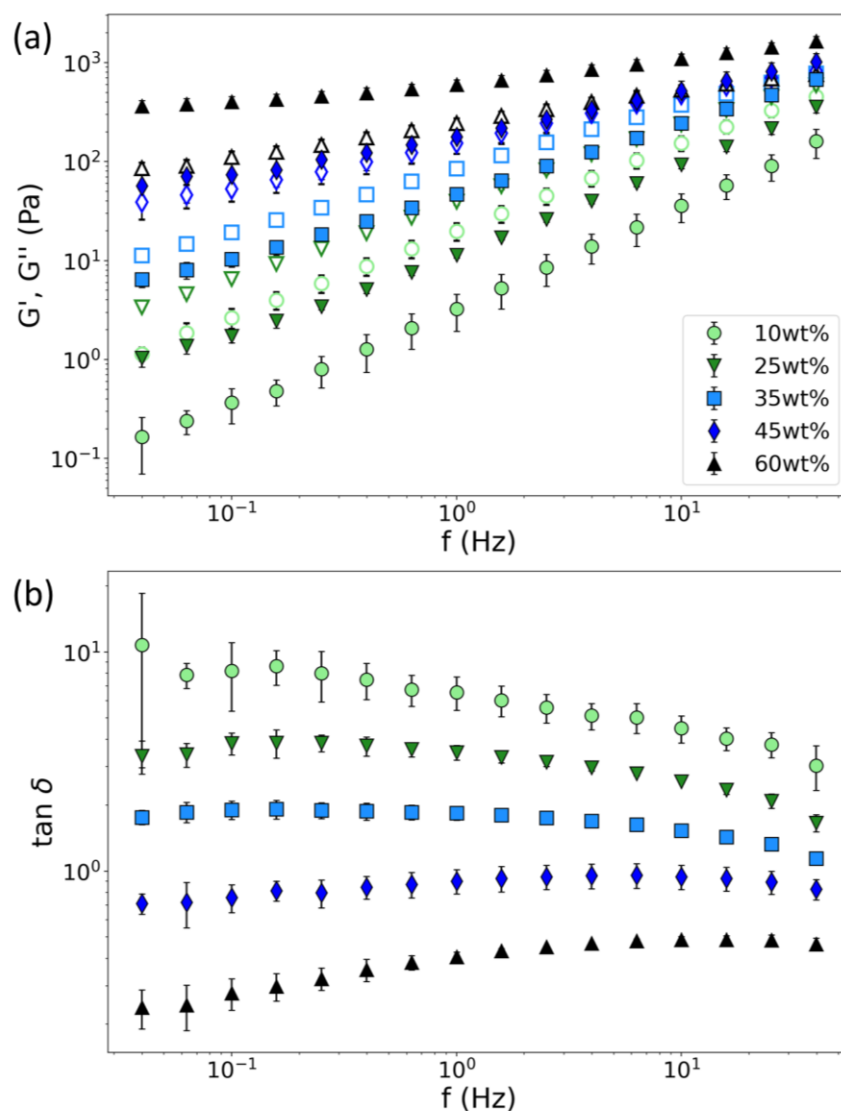 (a)
10³
10²
10¹
10⁰
10⁻¹
G', G'' (Pa)
10wt%
25wt%
35wt%
45wt%
60wt%
10⁻¹ 10⁰ 10¹
f (Hz)
(b)
10¹
10⁰
tan δ
10⁻¹ 10⁰ 10¹
f (Hz)